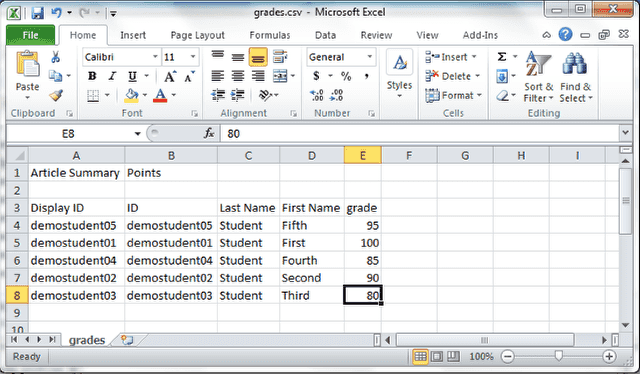 grades.csv - Microsoft Excel
File Home Insert Page Layout Formulas Data Review View Add-Ins
Paste
Clipboard
Calibri 11
B I U
Font
Alignment
General
$ % ,
Number
Styles
Insert
Delete
Format
Cells
Σ
Sort & Filter
Find & Select
Editing
E8 fx 80
A B C D E F G H I
1 Article Summary Points
2
3 Display ID ID Last Name First Name grade
4 demostudent05 demostudent05 Student Fifth 95
5 demostudent01 demostudent01 Student First 100
6 demostudent04 demostudent04 Student Fourth 85
7 demostudent02 demostudent02 Student Second 90
8 demostudent03 demostudent03 Student Third 80
9
10
grades
Ready 100%